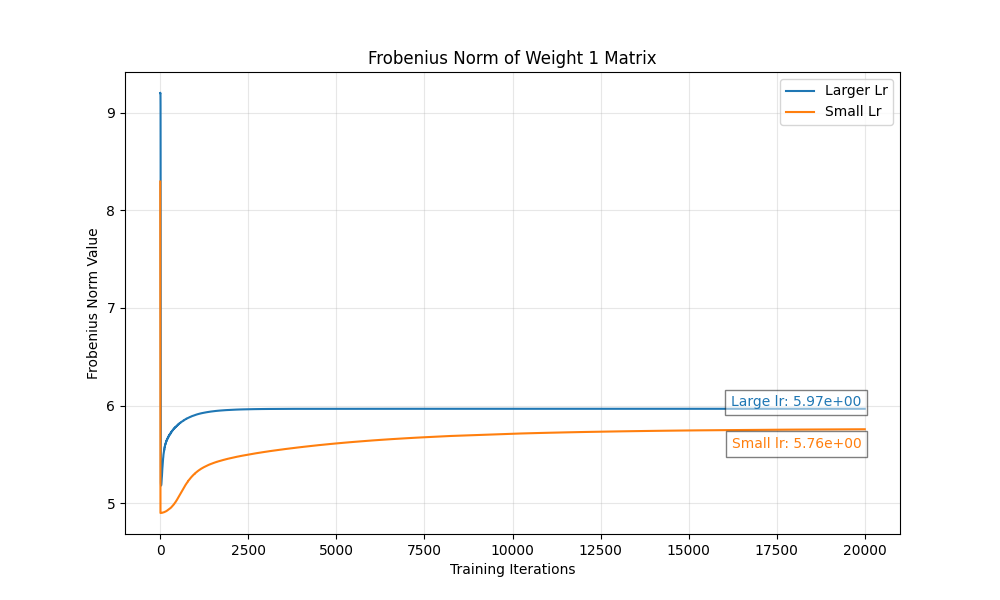 Frobenius Norm of Weight 1 Matrix
Larger Lr
Small Lr
9
8
7
6
5
Frobenius Norm Value
Large lr: 5.97e+00
Small lr: 5.76e+00
0
2500
5000
7500
10000
12500
15000
17500
20000
Training Iterations